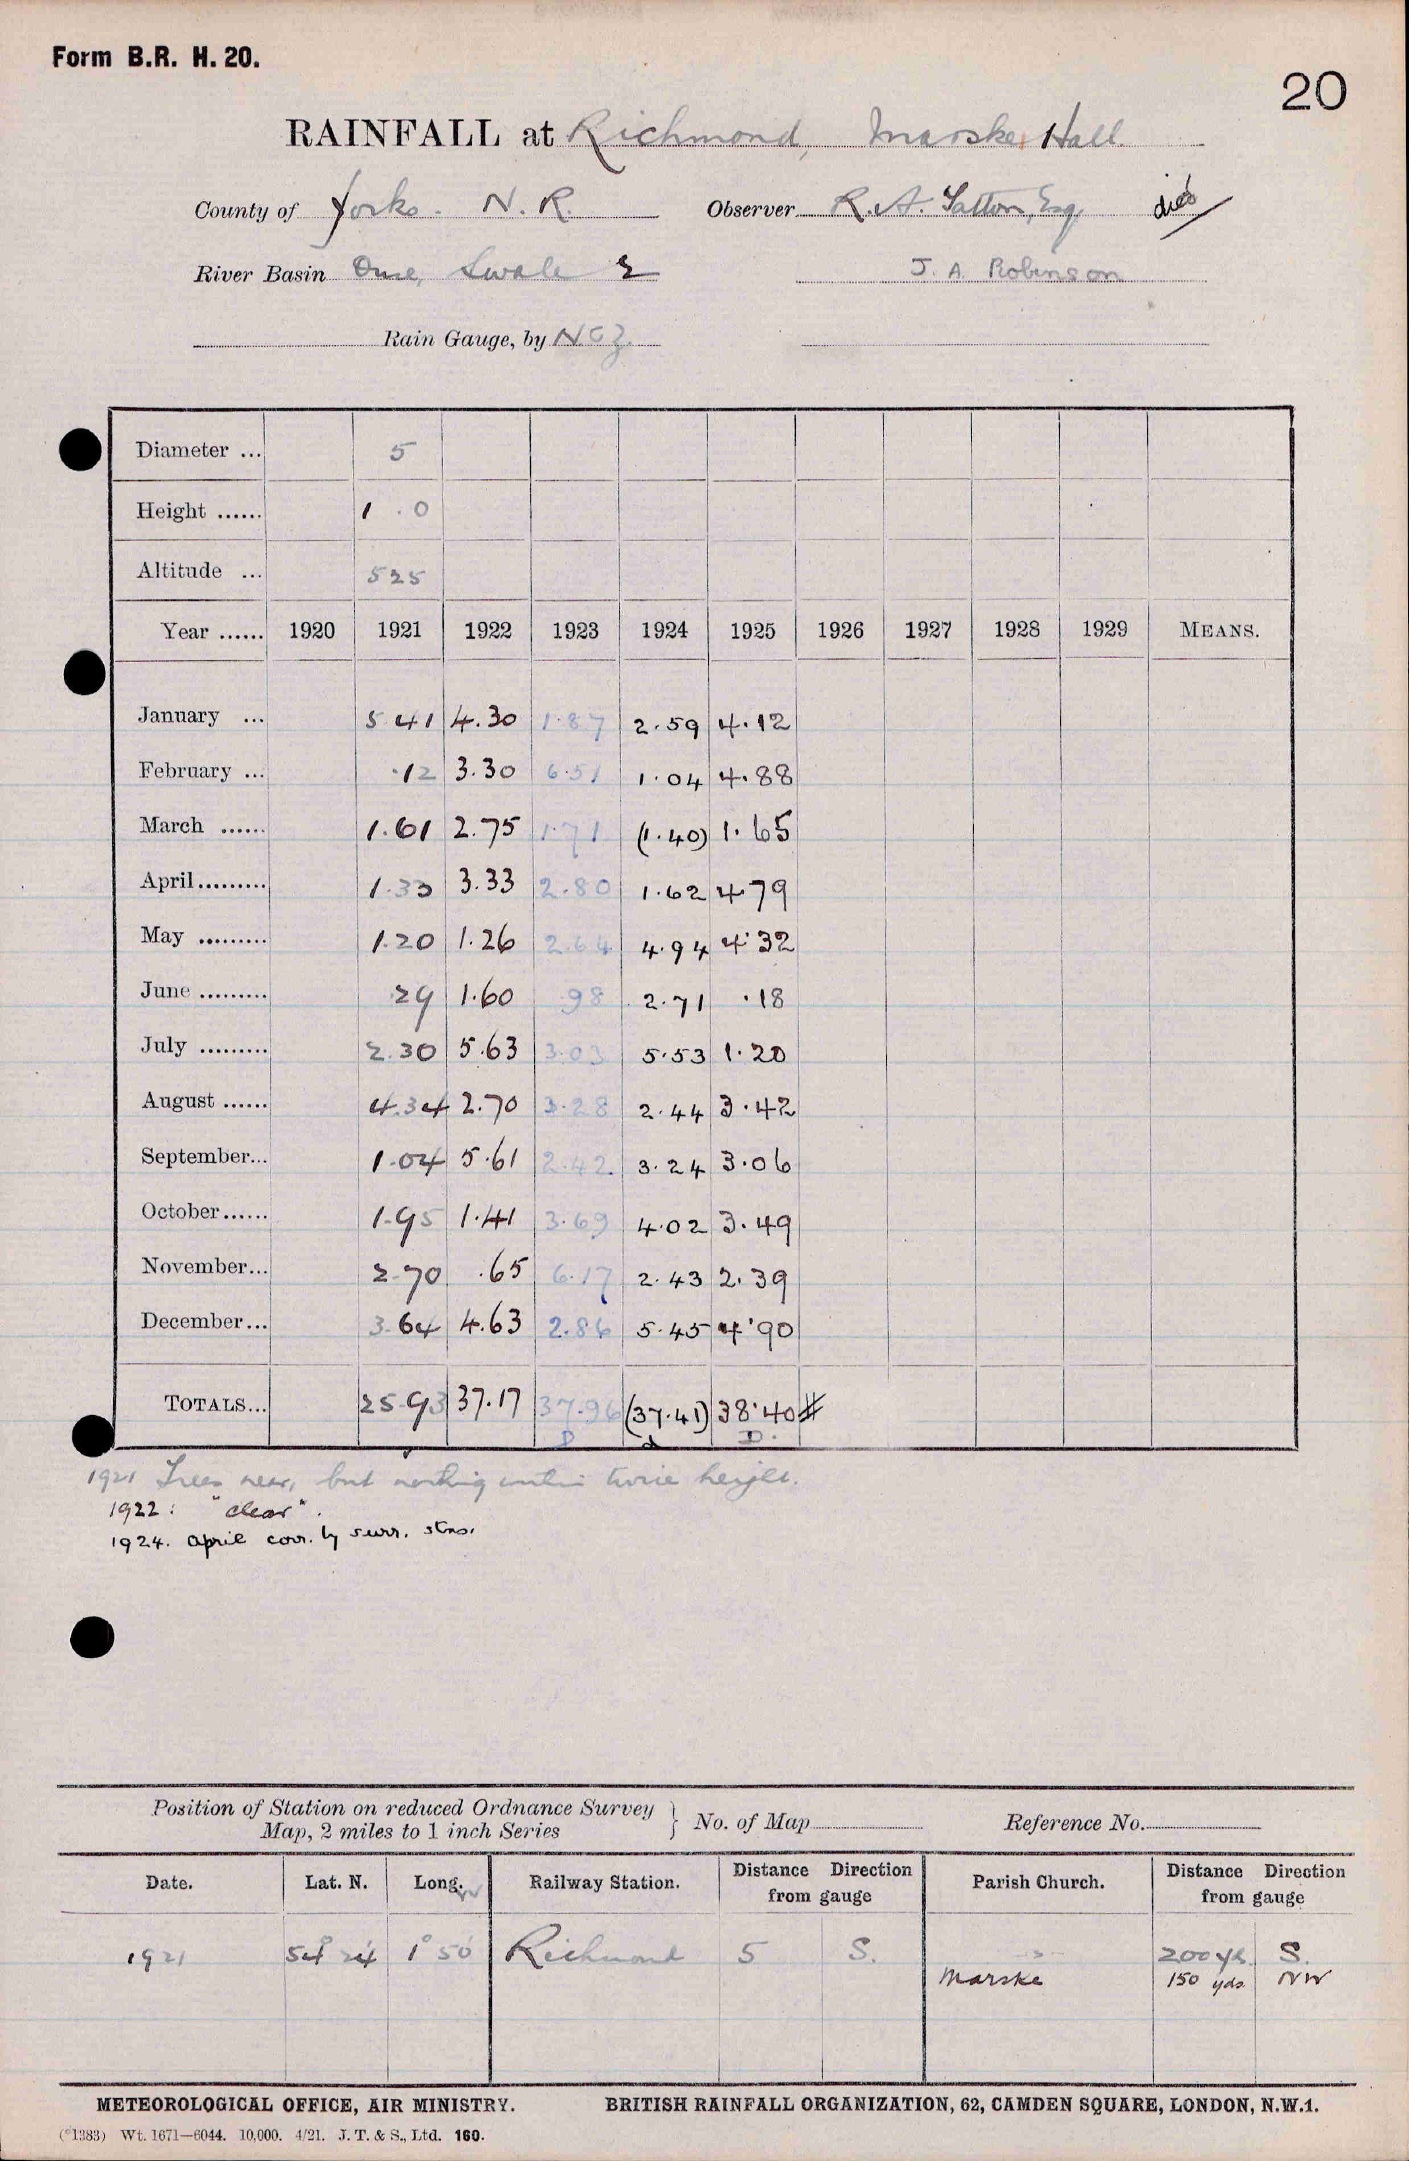 Form B.R. H. 20.
20
RAINFALL at Richmond, Marske Hall.
County of Yorks. N. R. Observer R. A. Tatton, Esq died
River Basin Ouse, Swale J. A. Robinson
Rain Gauge, by N & Z.
Diameter ... 5
Height ...... 1 . 0
Altitude ... 525
Year ...... 1920 1921 1922 1923 1924 1925 1926 1927 1928 1929 MEANS.
January ... 5.41 4.30 1.87 2.59 4.12
February ... .12 3.30 6.51 1.04 4.88
March ...... 1.61 2.75 1.71 (1.40) 1.65
April ......... 1.33 3.33 2.80 1.62 4.79
May ......... 1.20 1.26 2.64 4.94 4.32
June ......... .29 1.60 .98 2.71 .18
July ......... 2.30 5.63 3.03 5.53 1.20
August ...... 4.34 2.70 3.28 2.44 3.42
September... 1.04 5.61 2.42 3.24 3.06
October...... 1.95 1.41 3.69 4.02 3.49
November... 2.70 .65 6.17 2.43 2.39
December... 3.64 4.63 2.86 5.45 4.90
TOTALS... 25.93 37.17 37.96 (37.41) 38.40 #
D D.
1921 Trees near, but nothing within twice height.
1922: "clear".
1924. April corr. by surr. stns.
Position of Station on reduced Ordnance Survey
Map, 2 miles to 1 inch Series } No. of Map Reference No.
Date. Lat. N. Long. W Railway Station. Distance Direction from gauge Parish Church. Distance Direction from gauge
1921 54° 24' 1° 50' Richmond 5 S. 200 yds. S.
Marske 150 yds. NW
METEOROLOGICAL OFFICE, AIR MINISTRY. BRITISH RAINFALL ORGANIZATION, 62, CAMDEN SQUARE, LONDON, N.W.1.
(*1383) Wt. 1671—6044. 10,000. 4/21. J. T. & S., Ltd. 160.